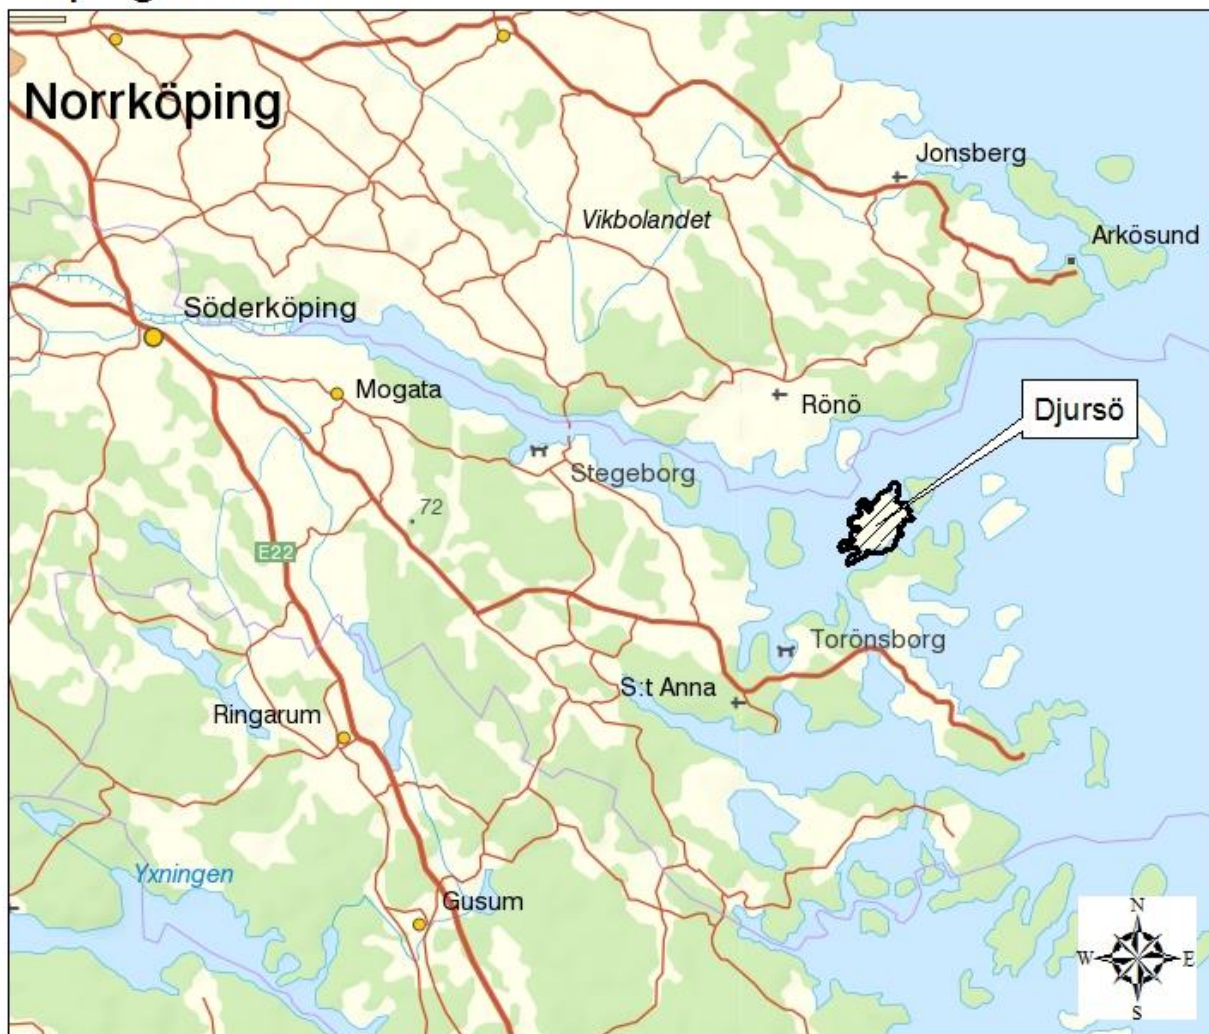 Norrköping
Jonsberg
Vikbolandet
Arkösund
Söderköping
Mogata
Rönö
Djursö
Stegeborg
72
E22
Torönsborg
S:t Anna
Ringarum
Yxningen
Gusum
N
W E
S